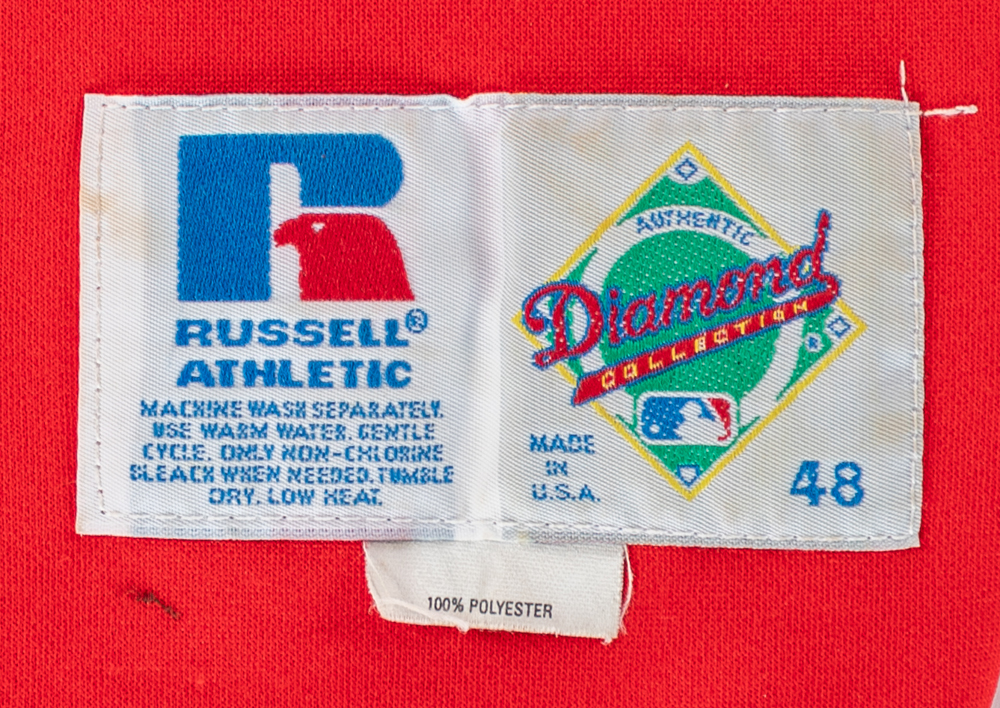 RUSSELL®
ATHLETIC
MACHINE WASH SEPARATELY.
USE WARM WATER. GENTLE
CYCLE. ONLY NON-CHLORINE
BLEACH WHEN NEEDED. TUMBLE
DRY. LOW HEAT.
AUTHENTIC
Diamond
COLLECTION
®
MADE
IN
U.S.A.
48
100% POLYESTER